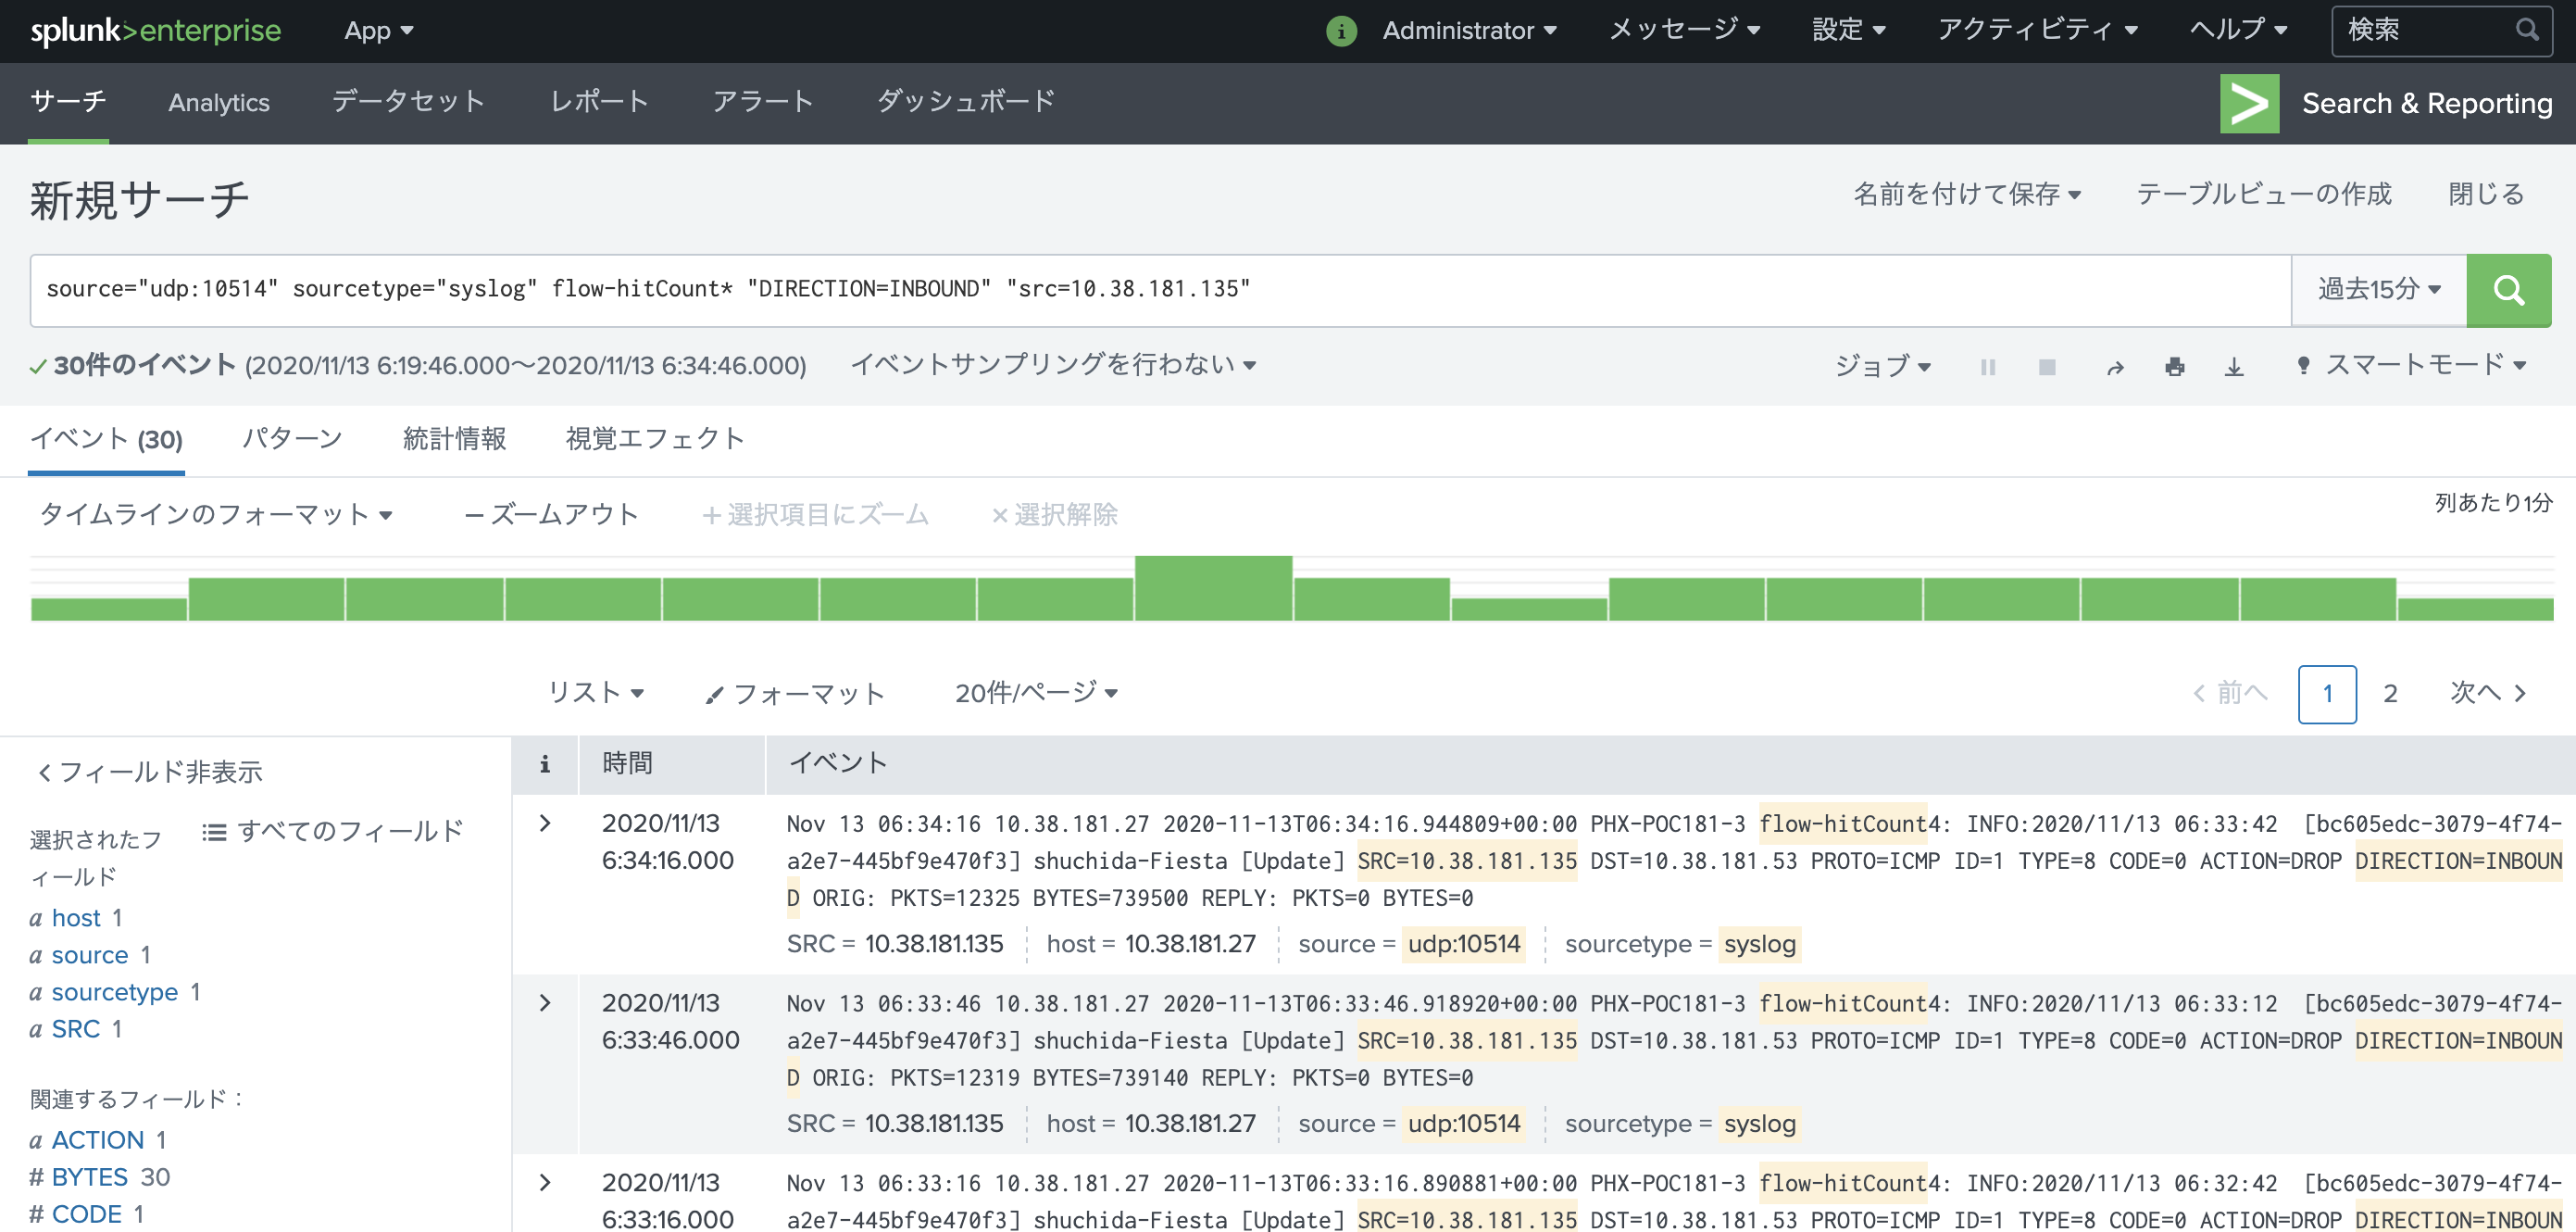 splunk>enterprise App Administrator メッセージ 設定 アクティビティ ヘルプ 検索
サーチ Analytics データセット レポート アラート ダッシュボード Search & Reporting
新規サーチ 名前を付けて保存 テーブルビューの作成 閉じる
source="udp:10514" sourcetype="syslog" flow-hitCount* "DIRECTION=INBOUND" "src=10.38.181.135" 過去15分
30件のイベント (2020/11/13 6:19:46.000〜2020/11/13 6:34:46.000) イベントサンプリングを行わない ジョブ スマートモード
イベント (30) パターン 統計情報 視覚エフェクト
タイムラインのフォーマット – ズームアウト + 選択項目にズーム × 選択解除 列あたり1分
リスト フォーマット 20件/ページ < 前へ 1 2 次へ >
< フィールド非表示
すべてのフィールド
選択されたフ
ィールド
a host 1
a source 1
a sourcetype 1
a SRC 1
関連するフィールド：
a ACTION 1
# BYTES 30
# CODE 1
i 時間 イベント
> 2020/11/13
6:34:16.000
Nov 13 06:34:16 10.38.181.27 2020-11-13T06:34:16.944809+00:00 PHX-POC181-3 flow-hitCount4: INFO:2020/11/13 06:33:42 [bc605edc-3079-4f74-
a2e7-445bf9e470f3] shuchida-Fiesta [Update] SRC=10.38.181.135 DST=10.38.181.53 PROTO=ICMP ID=1 TYPE=8 CODE=0 ACTION=DROP DIRECTION=INBOUN
D ORIG: PKTS=12325 BYTES=739500 REPLY: PKTS=0 BYTES=0
SRC = 10.38.181.135 host = 10.38.181.27 source = udp:10514 sourcetype = syslog
> 2020/11/13
6:33:46.000
Nov 13 06:33:46 10.38.181.27 2020-11-13T06:33:46.918920+00:00 PHX-POC181-3 flow-hitCount4: INFO:2020/11/13 06:33:12 [bc605edc-3079-4f74-
a2e7-445bf9e470f3] shuchida-Fiesta [Update] SRC=10.38.181.135 DST=10.38.181.53 PROTO=ICMP ID=1 TYPE=8 CODE=0 ACTION=DROP DIRECTION=INBOUN
D ORIG: PKTS=12319 BYTES=739140 REPLY: PKTS=0 BYTES=0
SRC = 10.38.181.135 host = 10.38.181.27 source = udp:10514 sourcetype = syslog
> 2020/11/13
6:33:16.000
Nov 13 06:33:16 10.38.181.27 2020-11-13T06:33:16.890881+00:00 PHX-POC181-3 flow-hitCount4: INFO:2020/11/13 06:32:42 [bc605edc-3079-4f74-
a2e7-445bf9e470f3] shuchida-Fiesta [Update] SRC=10.38.181.135 DST=10.38.181.53 PROTO=ICMP ID=1 TYPE=8 CODE=0 ACTION=DROP DIRECTION=INBOUN